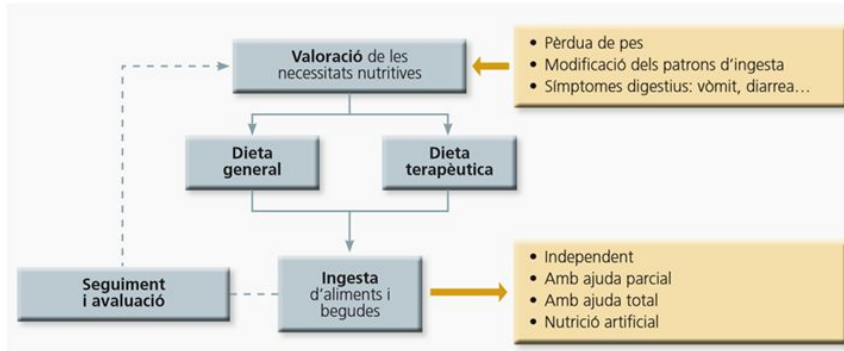 Valoració de les
necessitats nutritives
• Pèrdua de pes
• Modificació dels patrons d'ingesta
• Símptomes digestius: vòmit, diarrea…
Dieta
general
Dieta
terapèutica
Seguiment
i avaluació
Ingesta
d'aliments i
begudes
• Independent
• Amb ajuda parcial
• Amb ajuda total
• Nutrició artificial